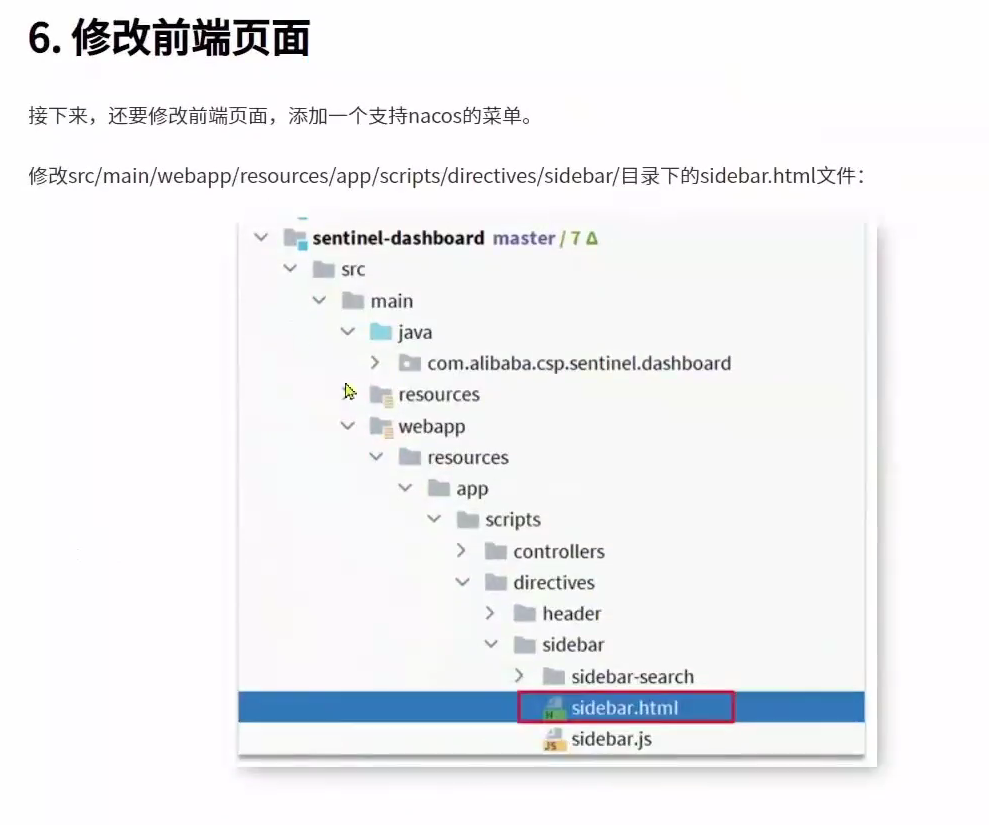 6. 修改前端页面
接下来，还要修改前端页面，添加一个支持nacos的菜单。
修改src/main/webapp/resources/app/scripts/directives/sidebar/目录下的sidebar.html文件：
sentinel-dashboard master / 7 Δ
src
main
java
com.alibaba.csp.sentinel.dashboard
resources
webapp
resources
app
scripts
controllers
directives
header
sidebar
sidebar-search
H sidebar.html
JS sidebar.js